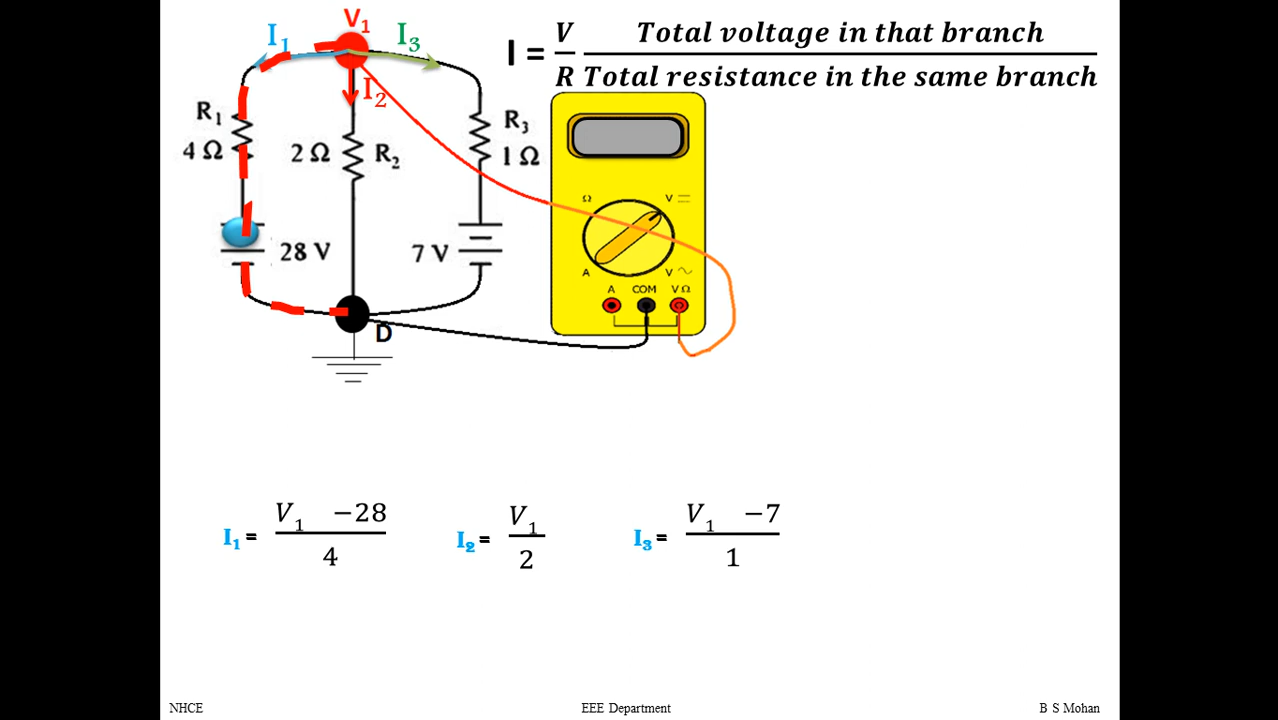 V₁
I₁
I₃
I₂
R₁
4 Ω
2 Ω
R₂
R₃
1 Ω
28 V
7 V
D
I = V/R Total voltage in that branch / Total resistance in the same branch
Ω
V
A
V
A COM VΩ
I₁ = (V₁ −28)/4
I₂ = V₁/2
I₃ = (V₁ −7)/1
NHCE EEE Department B S Mohan